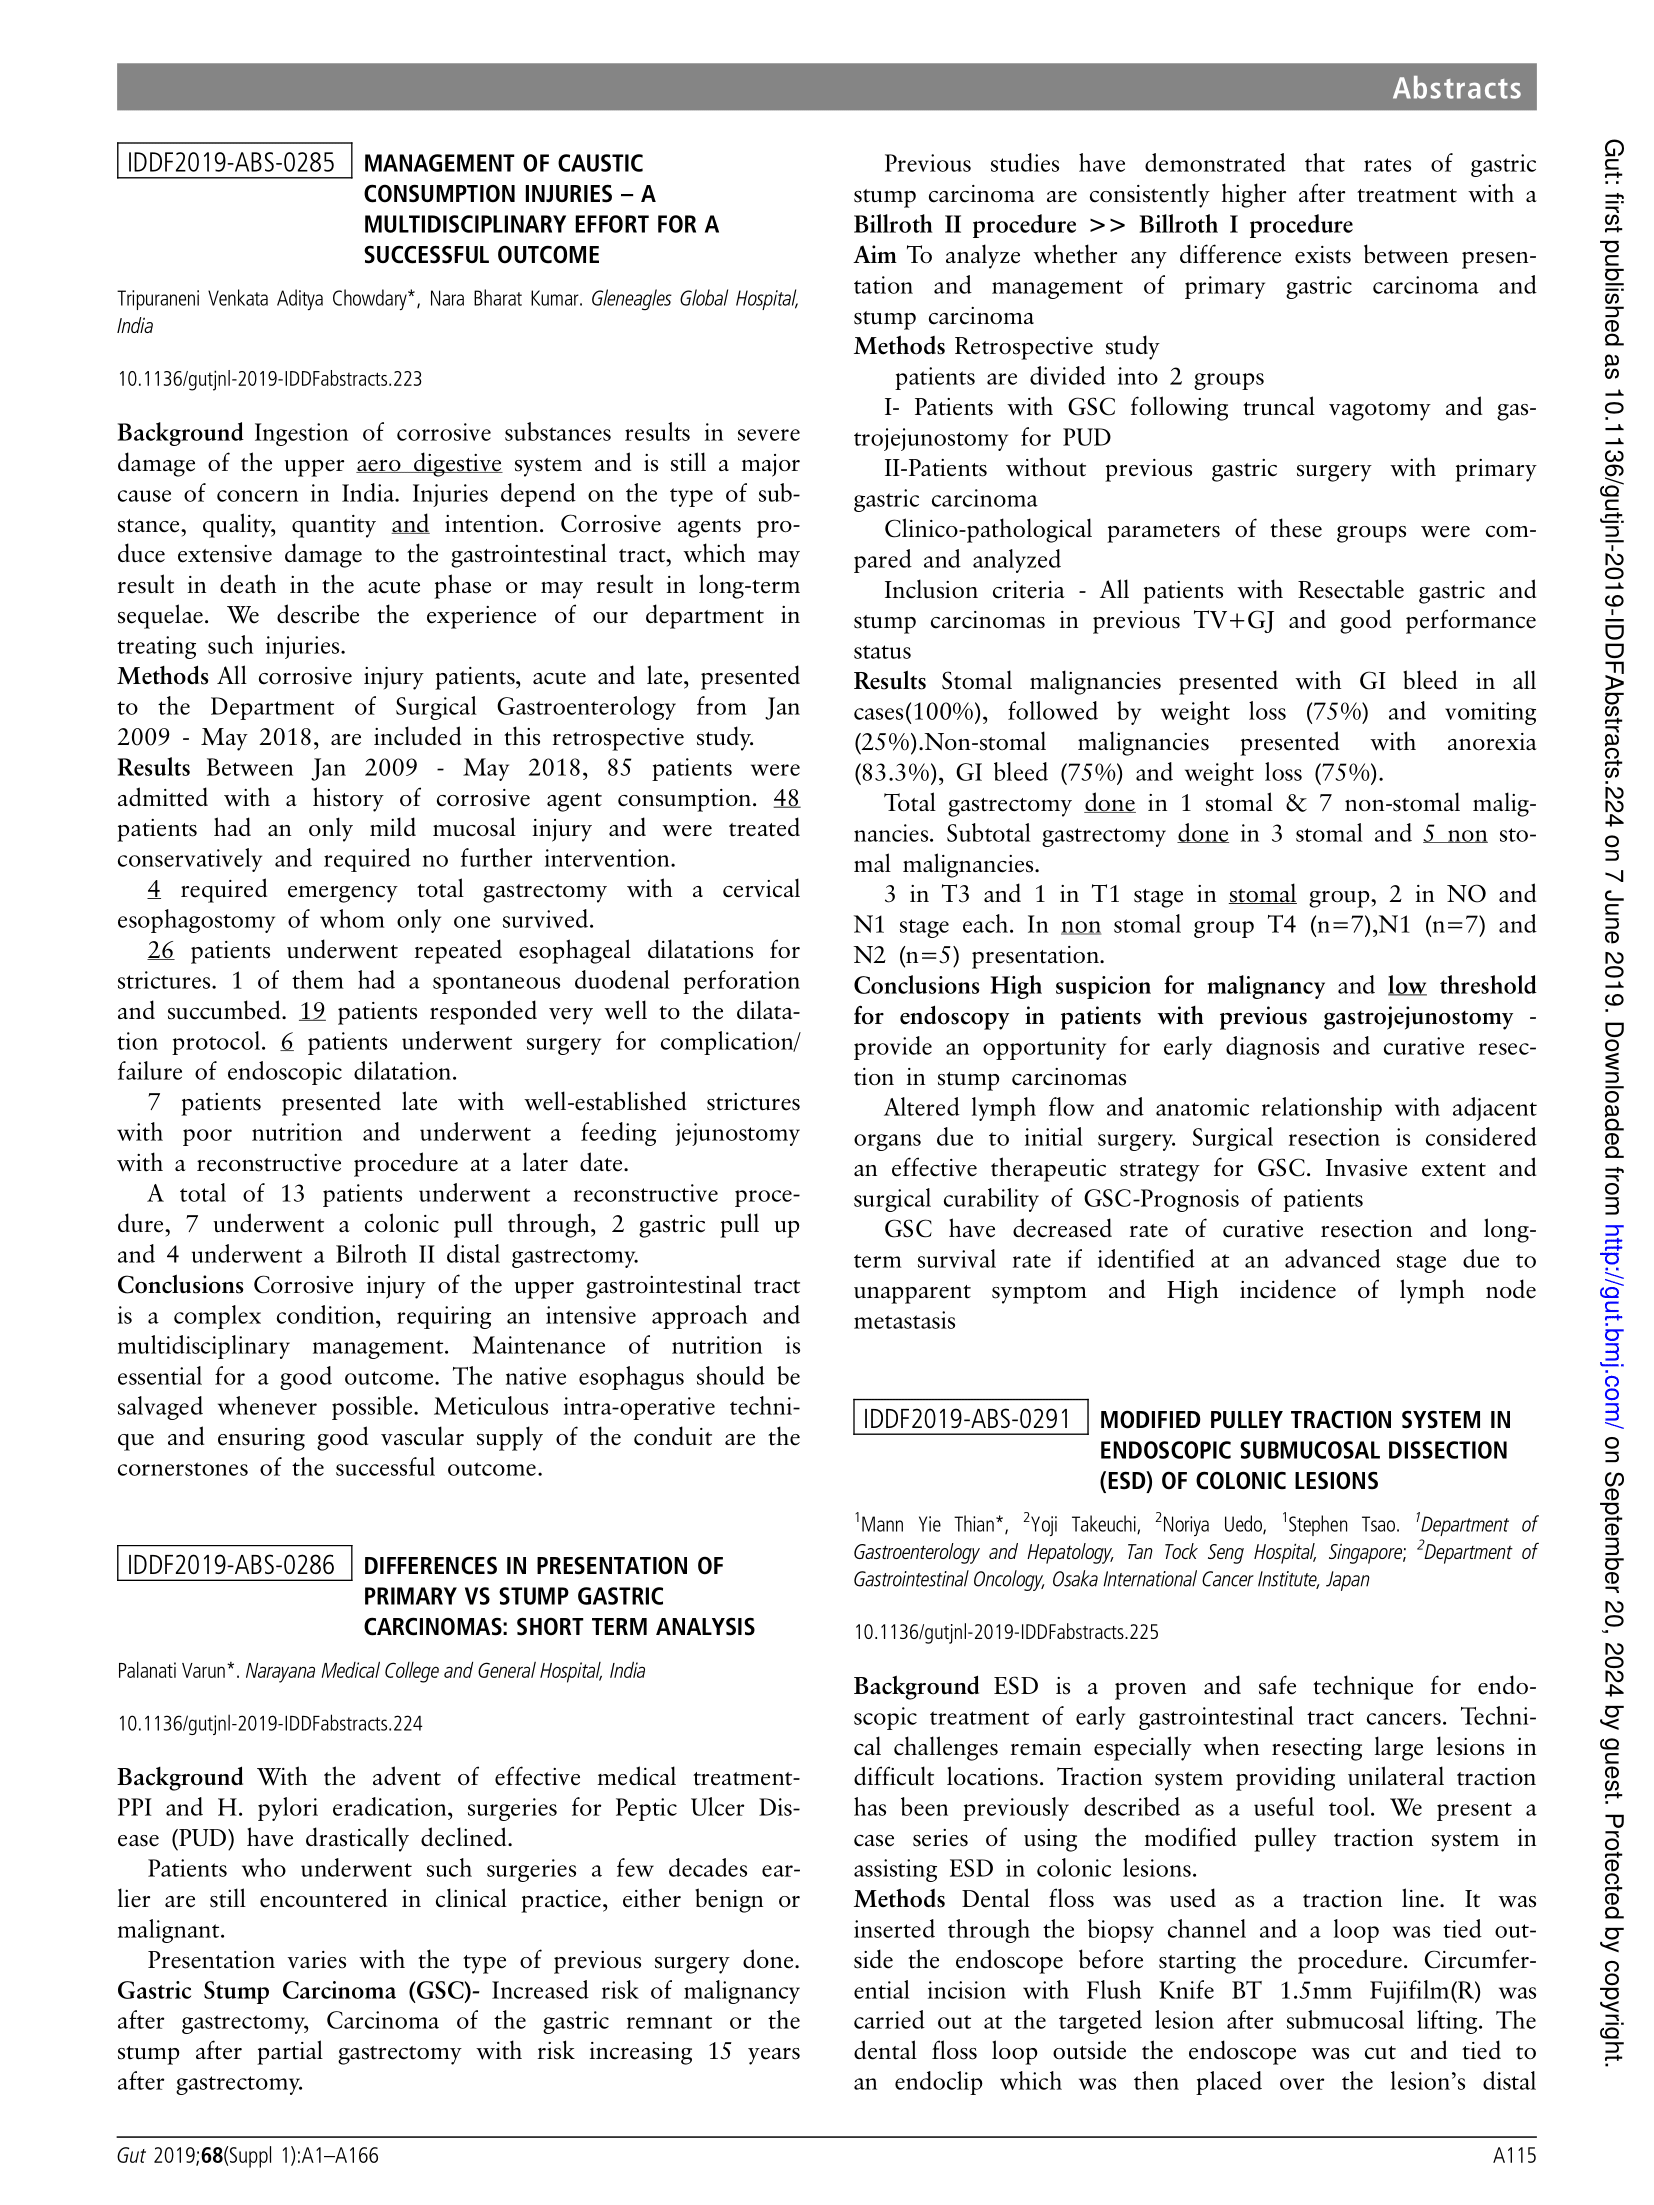 Abstracts
IDDF2019-ABS-0285
MANAGEMENT OF CAUSTIC
CONSUMPTION INJURIES – A
MULTIDISCIPLINARY EFFORT FOR A
SUCCESSFUL OUTCOME
Tripuraneni Venkata Aditya Chowdary*, Nara Bharat Kumar. Gleneagles Global Hospital,
India
10.1136/gutjnl-2019-IDDFabstracts.223
Background Ingestion of corrosive substances results in severe
damage of the upper aero digestive system and is still a major
cause of concern in India. Injuries depend on the type of sub-
stance, quality, quantity and intention. Corrosive agents pro-
duce extensive damage to the gastrointestinal tract, which may
result in death in the acute phase or may result in long-term
sequelae. We describe the experience of our department in
treating such injuries.
Methods All corrosive injury patients, acute and late, presented
to the Department of Surgical Gastroenterology from Jan
2009 - May 2018, are included in this retrospective study.
Results Between Jan 2009 - May 2018, 85 patients were
admitted with a history of corrosive agent consumption. 48
patients had an only mild mucosal injury and were treated
conservatively and required no further intervention.
4 required emergency total gastrectomy with a cervical
esophagostomy of whom only one survived.
26 patients underwent repeated esophageal dilatations for
strictures. 1 of them had a spontaneous duodenal perforation
and succumbed. 19 patients responded very well to the dilata-
tion protocol. 6 patients underwent surgery for complication/
failure of endoscopic dilatation.
7 patients presented late with well-established strictures
with poor nutrition and underwent a feeding jejunostomy
with a reconstructive procedure at a later date.
A total of 13 patients underwent a reconstructive proce-
dure, 7 underwent a colonic pull through, 2 gastric pull up
and 4 underwent a Bilroth II distal gastrectomy.
Conclusions Corrosive injury of the upper gastrointestinal tract
is a complex condition, requiring an intensive approach and
multidisciplinary management. Maintenance of nutrition is
essential for a good outcome. The native esophagus should be
salvaged whenever possible. Meticulous intra-operative techni-
que and ensuring good vascular supply of the conduit are the
cornerstones of the successful outcome.
IDDF2019-ABS-0286
DIFFERENCES IN PRESENTATION OF
PRIMARY VS STUMP GASTRIC
CARCINOMAS: SHORT TERM ANALYSIS
Palanati Varun*. Narayana Medical College and General Hospital, India
10.1136/gutjnl-2019-IDDFabstracts.224
Background With the advent of effective medical treatment-
PPI and H. pylori eradication, surgeries for Peptic Ulcer Dis-
ease (PUD) have drastically declined.
Patients who underwent such surgeries a few decades ear-
lier are still encountered in clinical practice, either benign or
malignant.
Presentation varies with the type of previous surgery done.
Gastric Stump Carcinoma (GSC)- Increased risk of malignancy
after gastrectomy, Carcinoma of the gastric remnant or the
stump after partial gastrectomy with risk increasing 15 years
after gastrectomy.
Previous studies have demonstrated that rates of gastric
stump carcinoma are consistently higher after treatment with a
Billroth II procedure >> Billroth I procedure
Aim To analyze whether any difference exists between presen-
tation and management of primary gastric carcinoma and
stump carcinoma
Methods Retrospective study
patients are divided into 2 groups
I- Patients with GSC following truncal vagotomy and gas-
trojejunostomy for PUD
II-Patients without previous gastric surgery with primary
gastric carcinoma
Clinico-pathological parameters of these groups were com-
pared and analyzed
Inclusion criteria - All patients with Resectable gastric and
stump carcinomas in previous TV+GJ and good performance
status
Results Stomal malignancies presented with GI bleed in all
cases(100%), followed by weight loss (75%) and vomiting
(25%).Non-stomal malignancies presented with anorexia
(83.3%), GI bleed (75%) and weight loss (75%).
Total gastrectomy done in 1 stomal & 7 non-stomal malig-
nancies. Subtotal gastrectomy done in 3 stomal and 5 non sto-
mal malignancies.
3 in T3 and 1 in T1 stage in stomal group, 2 in NO and
N1 stage each. In non stomal group T4 (n=7),N1 (n=7) and
N2 (n=5) presentation.
Conclusions High suspicion for malignancy and low threshold
for endoscopy in patients with previous gastrojejunostomy -
provide an opportunity for early diagnosis and curative resec-
tion in stump carcinomas
Altered lymph flow and anatomic relationship with adjacent
organs due to initial surgery. Surgical resection is considered
an effective therapeutic strategy for GSC. Invasive extent and
surgical curability of GSC-Prognosis of patients
GSC have decreased rate of curative resection and long-
term survival rate if identified at an advanced stage due to
unapparent symptom and High incidence of lymph node
metastasis
IDDF2019-ABS-0291
MODIFIED PULLEY TRACTION SYSTEM IN
ENDOSCOPIC SUBMUCOSAL DISSECTION
(ESD) OF COLONIC LESIONS
1Mann Yie Thian*, 2Yoji Takeuchi, 2Noriya Uedo, 1Stephen Tsao. 1Department of
Gastroenterology and Hepatology, Tan Tock Seng Hospital, Singapore; 2Department of
Gastrointestinal Oncology, Osaka International Cancer Institute, Japan
10.1136/gutjnl-2019-IDDFabstracts.225
Background ESD is a proven and safe technique for endo-
scopic treatment of early gastrointestinal tract cancers. Techni-
cal challenges remain especially when resecting large lesions in
difficult locations. Traction system providing unilateral traction
has been previously described as a useful tool. We present a
case series of using the modified pulley traction system in
assisting ESD in colonic lesions.
Methods Dental floss was used as a traction line. It was
inserted through the biopsy channel and a loop was tied out-
side the endoscope before starting the procedure. Circumfer-
ential incision with Flush Knife BT 1.5mm Fujifilm(R) was
carried out at the targeted lesion after submucosal lifting. The
dental floss loop outside the endoscope was cut and tied to
an endoclip which was then placed over the lesion's distal
Gut 2019;68(Suppl 1):A1–A166
A115
Gut: first published as 10.1136/gutjnl-2019-IDDFAbstracts.224 on 7 June 2019. Downloaded from http://gut.bmj.com/ on September 20, 2024 by guest. Protected by copyright.